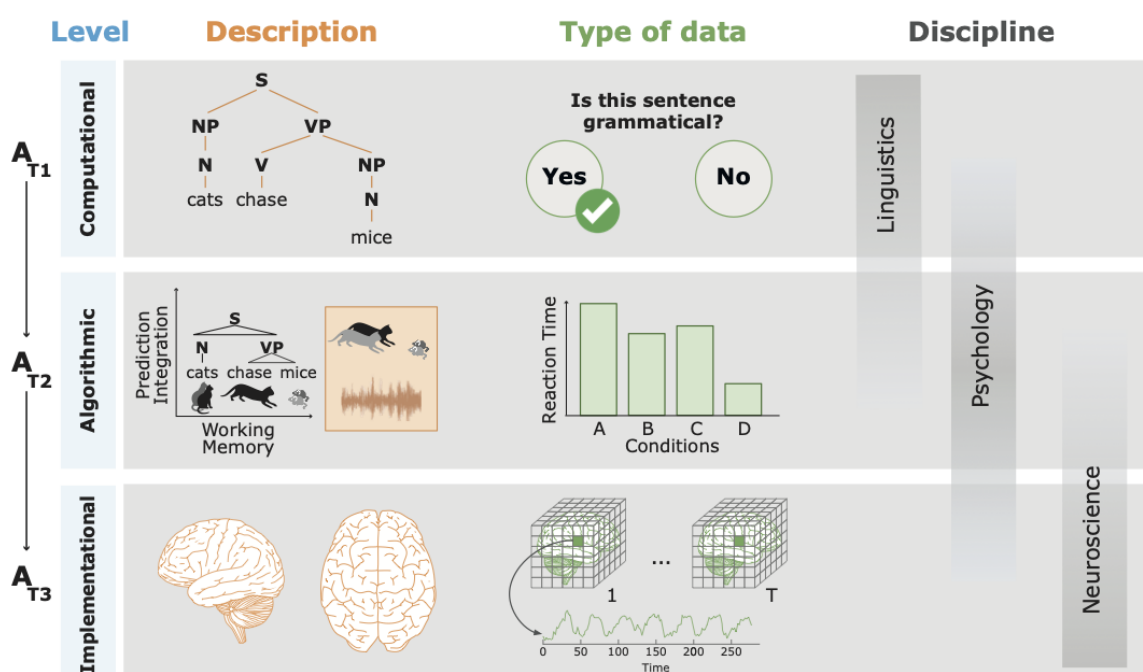 Level
Description
Type of data
Discipline
A T1
Computational
S
NP
VP
N
V
NP
cats
chase
N
mice
Is this sentence
grammatical?
Yes
No
Linguistics
Psychology
Neuroscience
A T2
Algorithmic
Prediction
Integration
S
N
VP
cats
chase
mice
Working
Memory
Reaction Time
A
B
C
D
Conditions
A T3
Implementational
1
...
T
0
50
100
150
200
250
Time